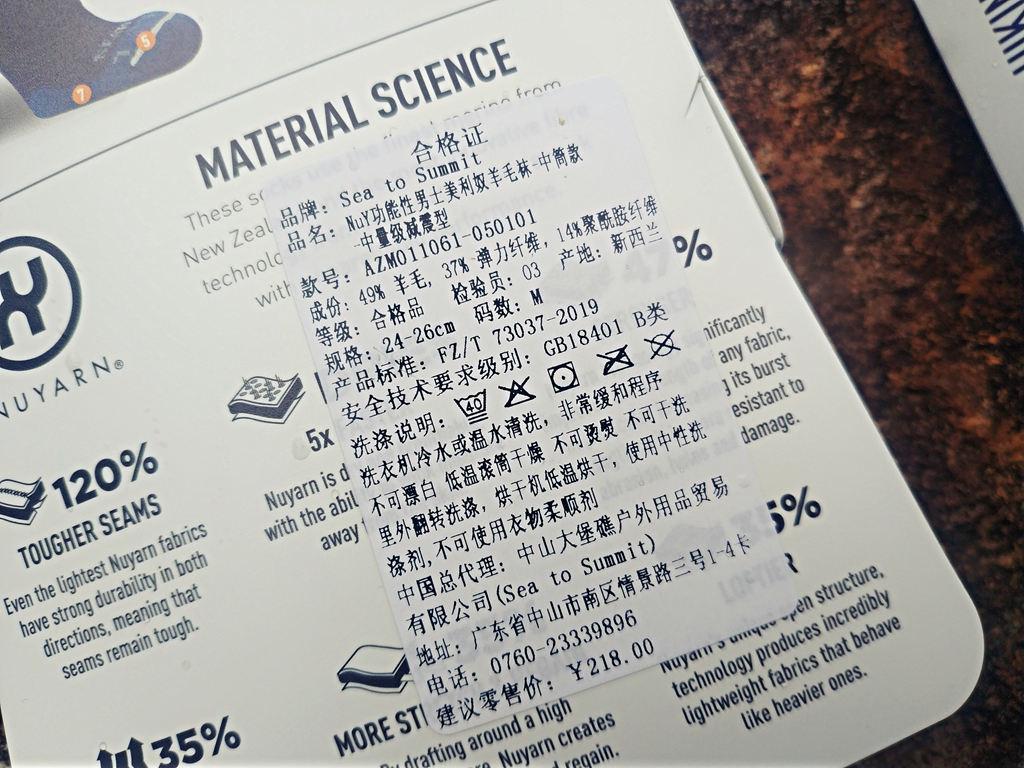 5
7
MATERIAL SCIENCE
These
New Zeal
technolo
with
合格证
品牌: Sea to Summit
品名: NuY功能性男士美利奴羊毛袜-中筒款
-中量级减震型
款号: AZM011061-050101
成份: 49% 羊毛, 37% 弹力纤维, 14%聚酰胺纤维
等级: 合格品 检验员: 03 产地: 新西兰
规格: 24-26cm 码数: M
产品标准: FZ/T 73037-2019
安全技术要求级别: GB18401 B类
洗涤说明: 40
洗衣机冷水或温水清洗, 非常缓和程序
不可漂白 低温滚筒干燥 不可烫熨 不可干洗
里外翻转洗涤, 烘干机低温烘干, 使用中性洗
涤剂, 不可使用衣物柔顺剂
中国总代理: 中山大堡礁户外用品贸易
有限公司(Sea to Summit)
地址: 广东省中山市南区情景路三号1-4卡
电话: 0760-23339896
建议零售价: ¥218.00
NUYARN®
120%
TOUGHER SEAMS
Even the lightest Nuyarn fabrics
have strong durability in both
directions, meaning that
seams remain tough.
35%
5x
Nuyarn is d
with the abil
away
47%
nificantly
any fabric,
its burst
esistant to
damage.
MORE ST
By drafting around a high
Nuyarn creates
regain.
35%
LOFTIER
Nuyarn's unique open structure,
technology produces incredibly
lightweight fabrics that behave
like heavier ones.